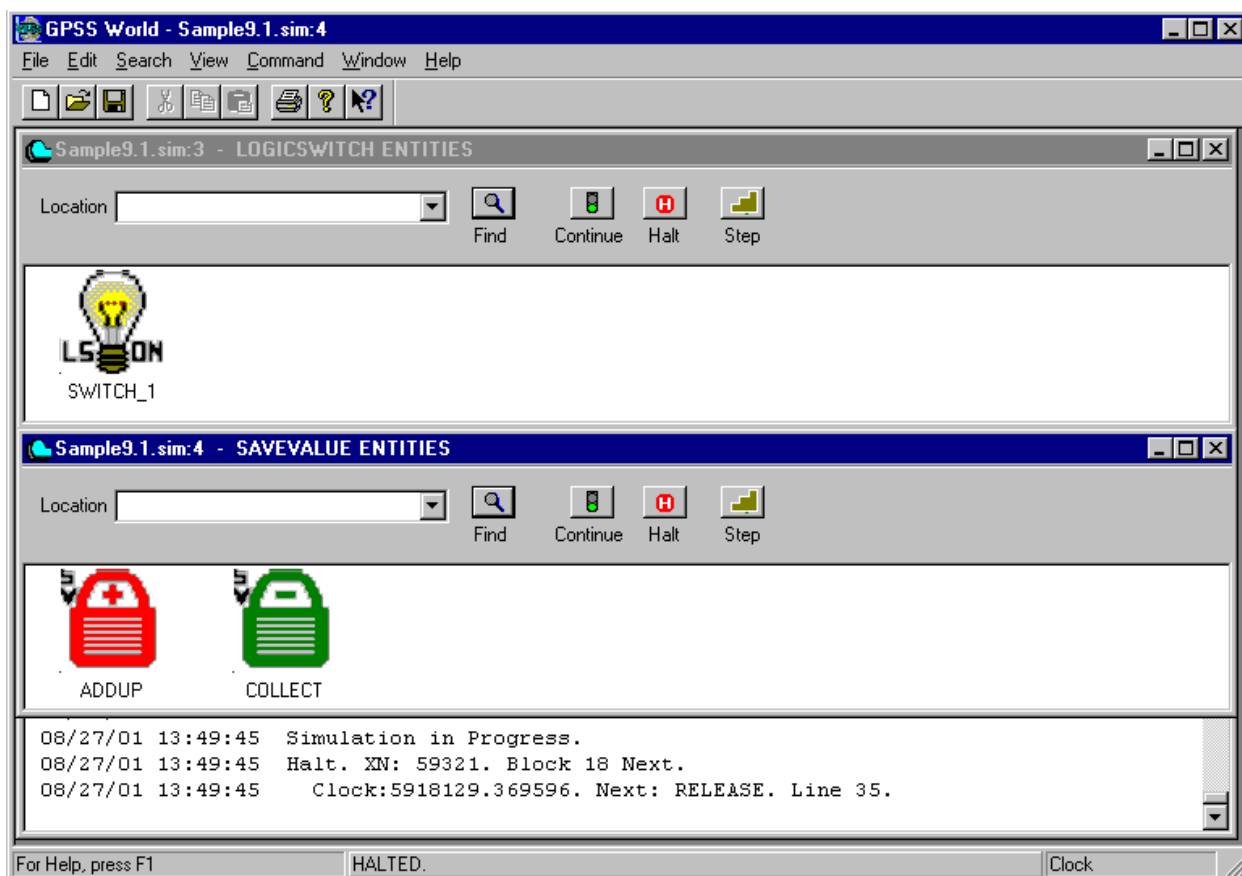 GPSS World - Sample9.1.sim:4
File Edit Search View Command Window Help
Sample9.1.sim:3 - LOGICSWITCH ENTITIES
Location
Find Continue Halt Step
LS ON
SWITCH_1
Sample9.1.sim:4 - SAVEVALUE ENTITIES
Location
Find Continue Halt Step
SV SV
ADDUP COLLECT
08/27/01 13:49:45 Simulation in Progress.
08/27/01 13:49:45 Halt. XN: 59321. Block 18 Next.
08/27/01 13:49:45 Clock:5918129.369596. Next: RELEASE. Line 35.
For Help, press F1 HALTED. Clock